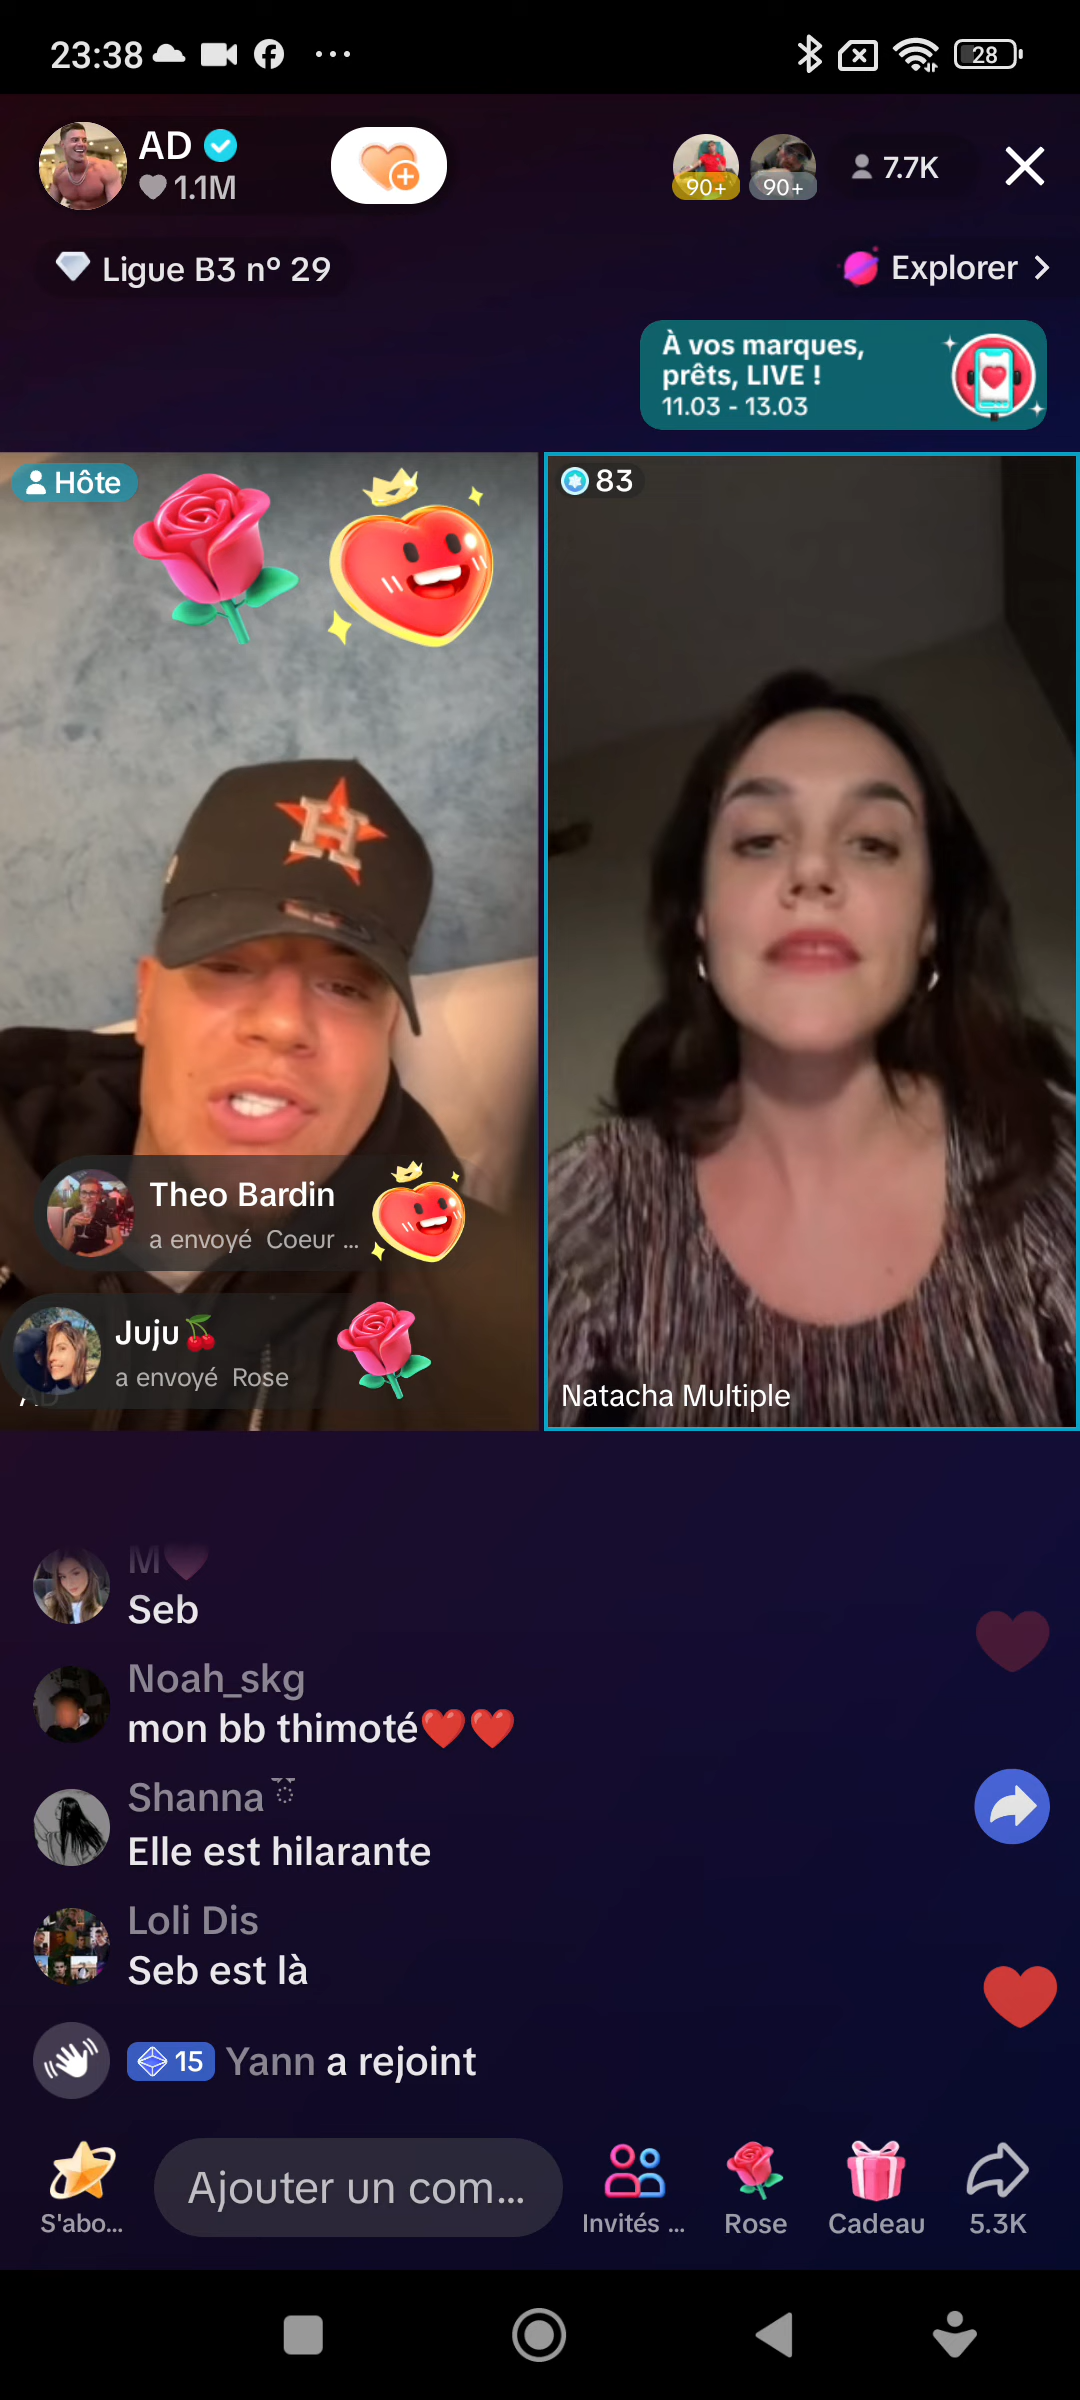 23:38
28
AD
1.1M
90+
90+
7.7K
Ligue B3 nº 29
Explorer
À vos marques,
prêts, LIVE !
11.03 - 13.03
Hôte
83
H
Theo Bardin
a envoyé Coeur ...
Juju🍒
a envoyé Rose
AD
Natacha Multiple
M❤
Seb
Noah_skg
mon bb thimoté❤️❤️
Shanna
Elle est hilarante
Loli Dis
Seb est là
15 Yann a rejoint
S'abo...
Ajouter un com...
Invités ...
Rose
Cadeau
5.3K